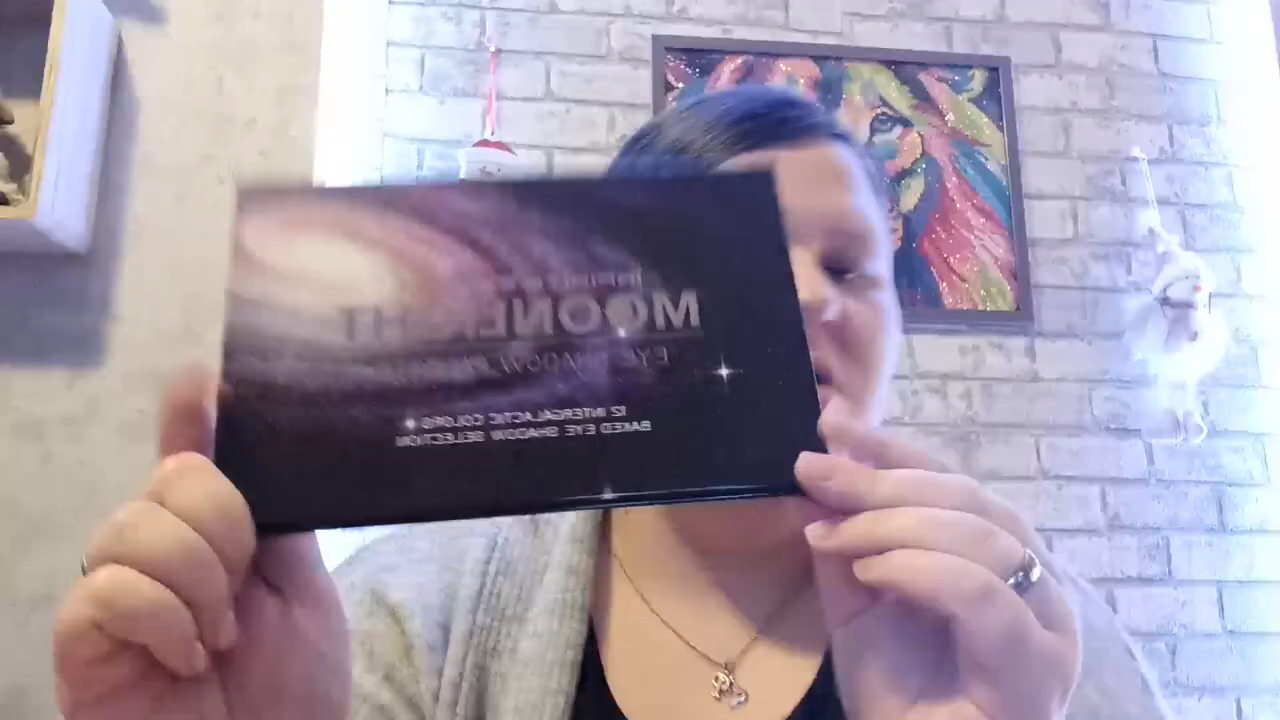 MOONLIGHT
EYE SHADOW
12 INTERGALACTIC COLORS
BAKED EYE SHADOW SELECTION